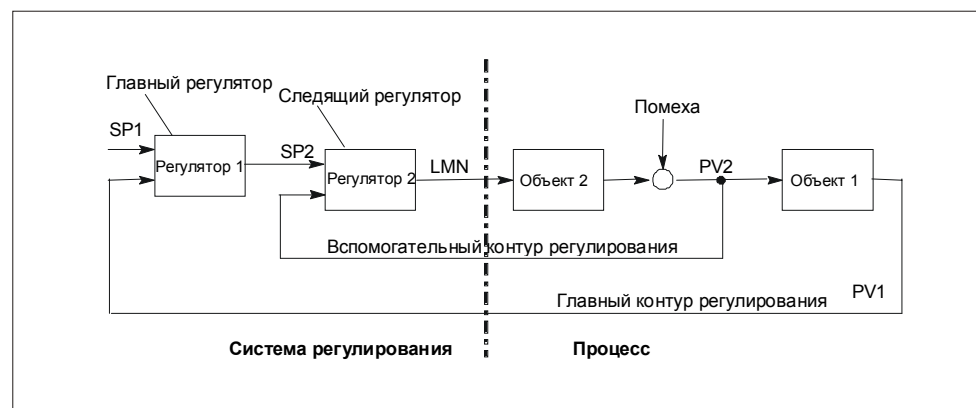 Главный регулятор
Следящий регулятор
Помеха
SP1
SP2
LMN
PV2
Регулятор 1
Регулятор 2
Объект 2
Объект 1
Вспомогательный контур регулирования
PV1
Главный контур регулирования
Система регулирования
Процесс